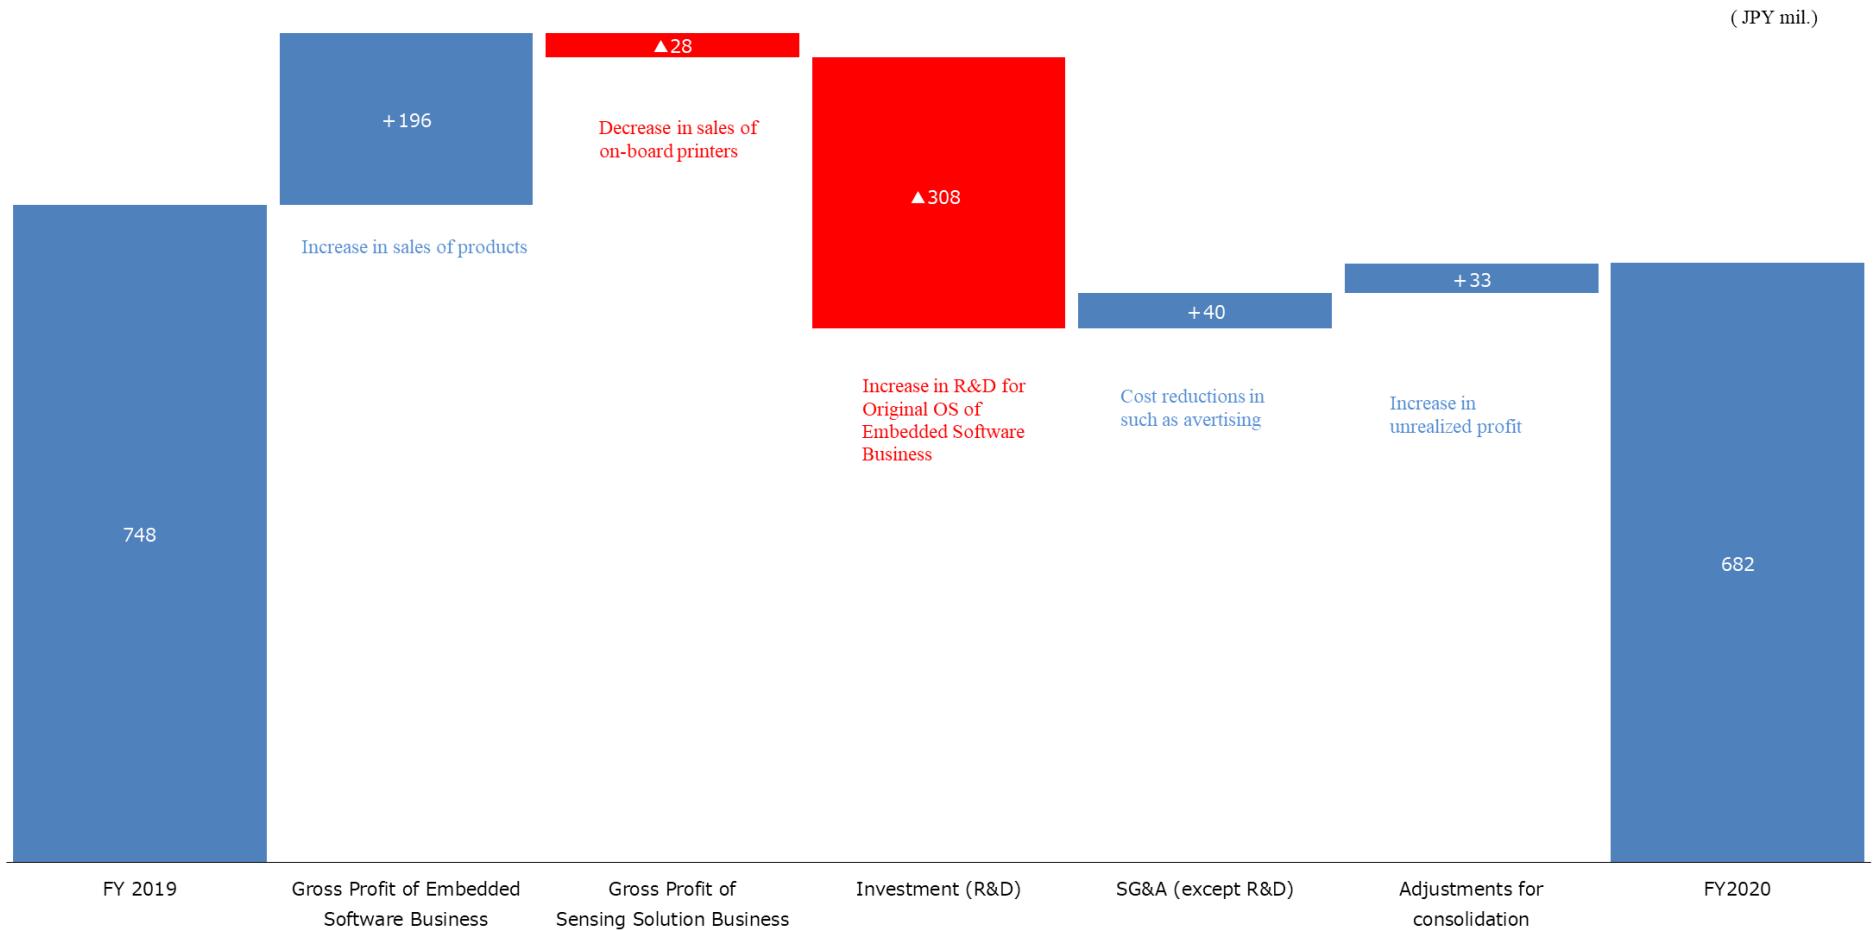 ( JPY mil.)
+196
▲28
Decrease in sales of
on-board printers
▲308
Increase in sales of products
+33
+40
Increase in R&D for
Original OS of
Embedded Software
Business
Cost reductions in
such as avertising
Increase in
unrealized profit
748
682
FY 2019
Gross Profit of Embedded
Software Business
Gross Profit of
Sensing Solution Business
Investment (R&D)
SG&A (except R&D)
Adjustments for
consolidation
FY2020